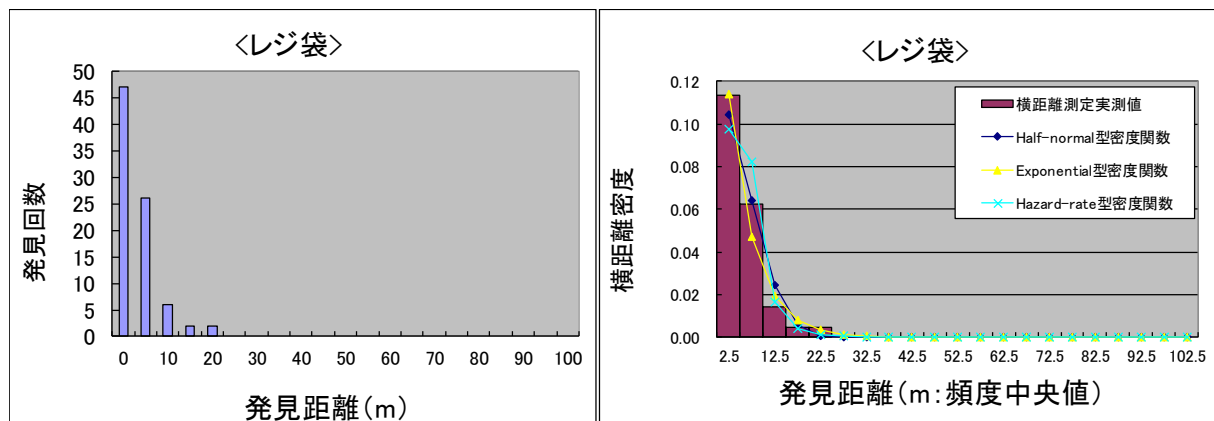 <レジ袋>
50
45
40
35
30
25
20
15
10
5
0
発見回数
0 10 20 30 40 50 60 70 80 90 100
発見距離(m)
<レジ袋>
0.12
0.10
0.08
0.06
0.04
0.02
0.00
横距離密度
横距離測定実測値
Half-normal型密度関数
Exponential型密度関数
Hazard-rate型密度関数
2.5 12.5 22.5 32.5 42.5 52.5 62.5 72.5 82.5 92.5 102.5
発見距離(m:頻度中央値)